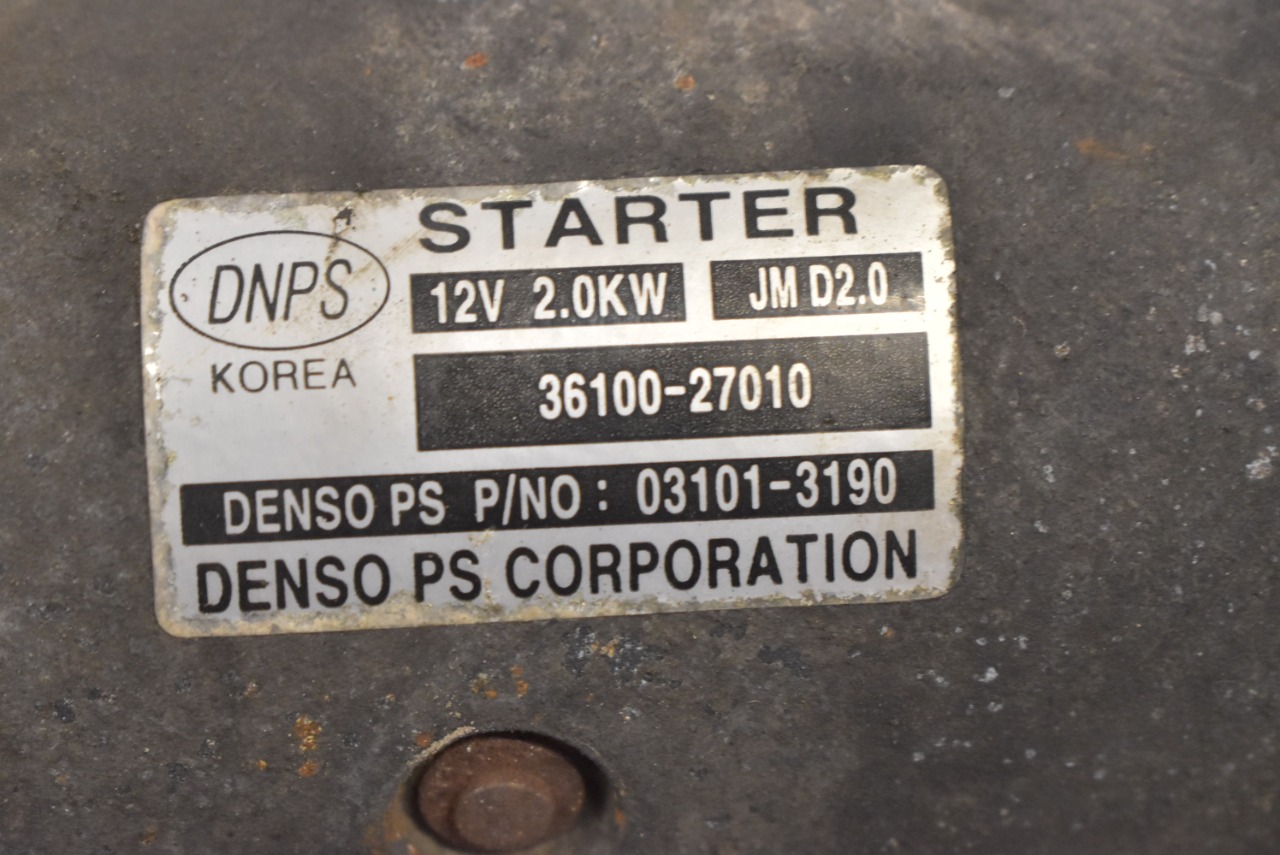 STARTER
DNPS
KOREA
12V 2.0KW
JM D2.0
36100-27010
DENSO PS P/NO : 03101-3190
DENSO PS CORPORATION